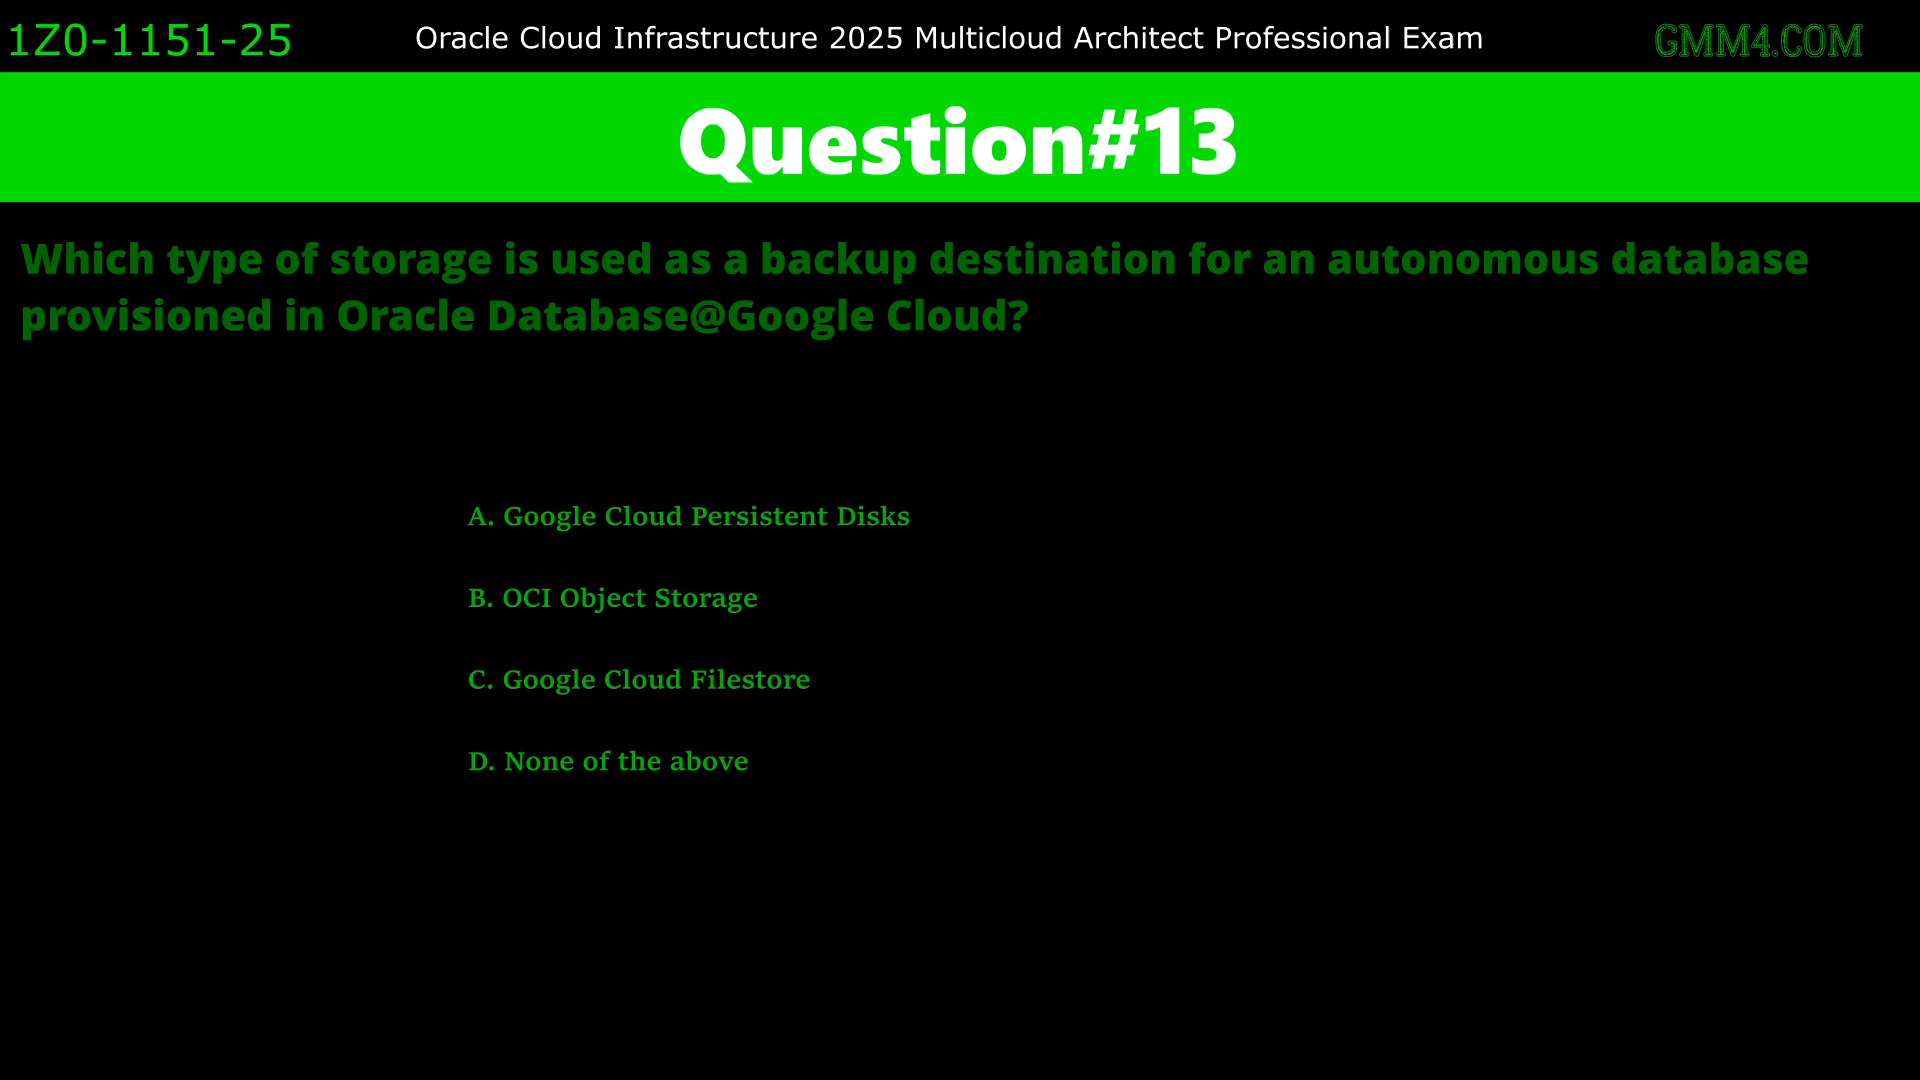 1Z0-1151-25
Oracle Cloud Infrastructure 2025 Multicloud Architect Professional Exam
GMM4.COM
Question#13
Which type of storage is used as a backup destination for an autonomous database
provisioned in Oracle Database@Google Cloud?
A. Google Cloud Persistent Disks
B. OCI Object Storage
C. Google Cloud Filestore
D. None of the above